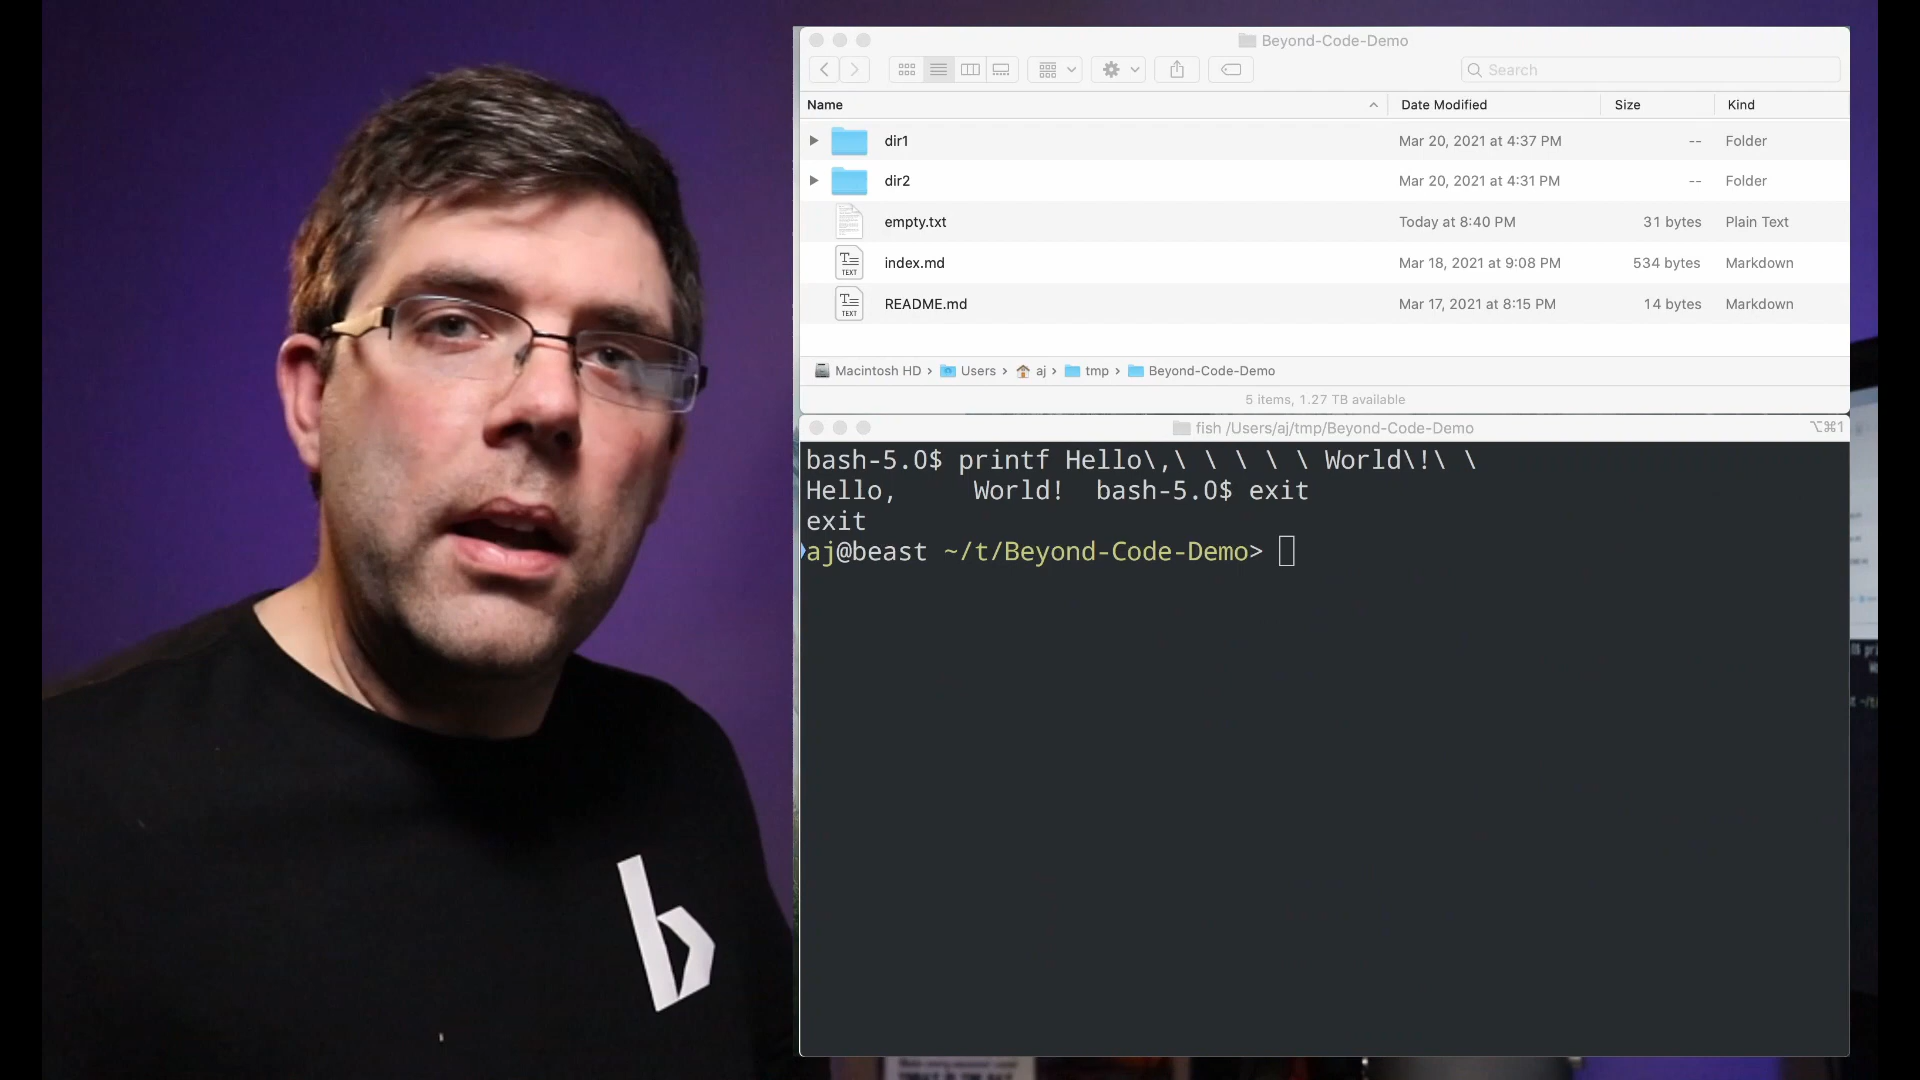 Beyond-Code-Demo
Search
Name Date Modified Size Kind
dir1 Mar 20, 2021 at 4:37 PM -- Folder
dir2 Mar 20, 2021 at 4:31 PM -- Folder
empty.txt Today at 8:40 PM 31 bytes Plain Text
index.md Mar 18, 2021 at 9:08 PM 534 bytes Markdown
README.md Mar 17, 2021 at 8:15 PM 14 bytes Markdown
Macintosh HD › Users › aj › tmp › Beyond-Code-Demo
5 items, 1.27 TB available
fish /Users/aj/tmp/Beyond-Code-Demo ⌥⌘1
bash-5.0$ printf Hello\,\ \ \ \ \ \ World\!\ \
Hello,     World!  bash-5.0$ exit
exit
aj@beast ~/t/Beyond-Code-Demo>
b